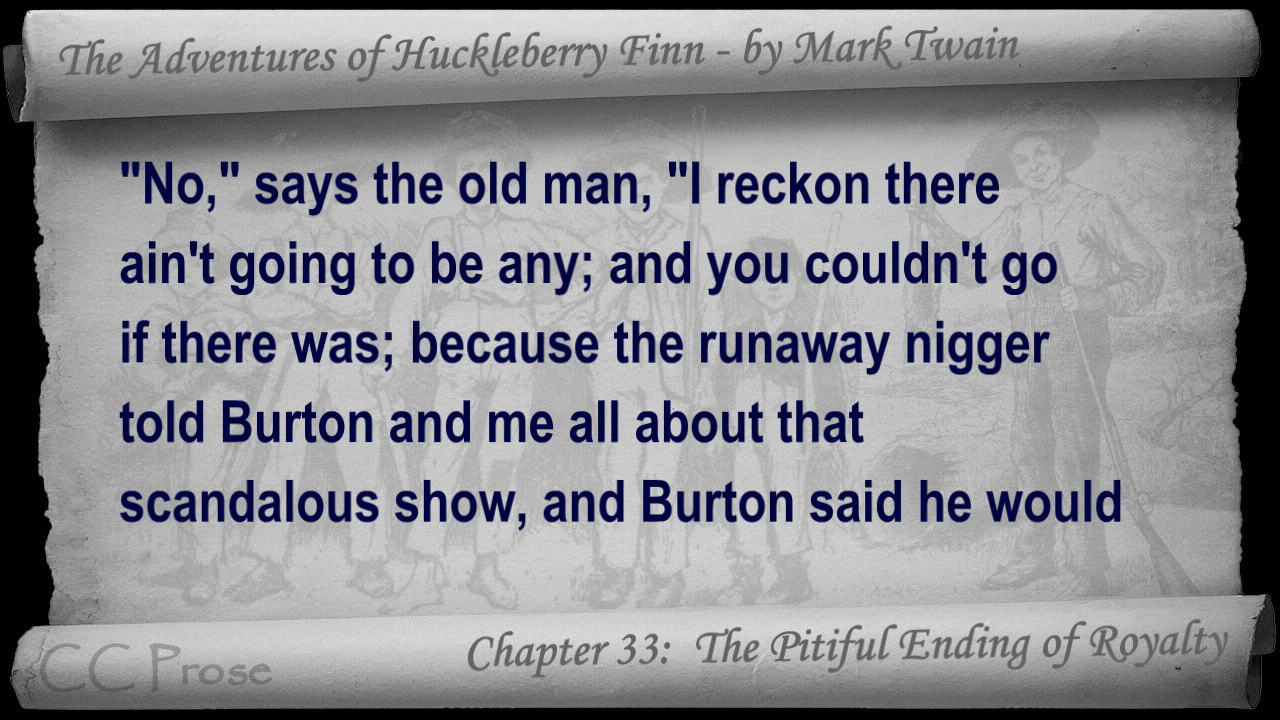 The Adventures of Huckleberry Finn - by Mark Twain
"No," says the old man, "I reckon there
ain't going to be any; and you couldn't go
if there was; because the runaway nigger
told Burton and me all about that
scandalous show, and Burton said he would
CC Prose
Chapter 33: The Pitiful Ending of Royalty